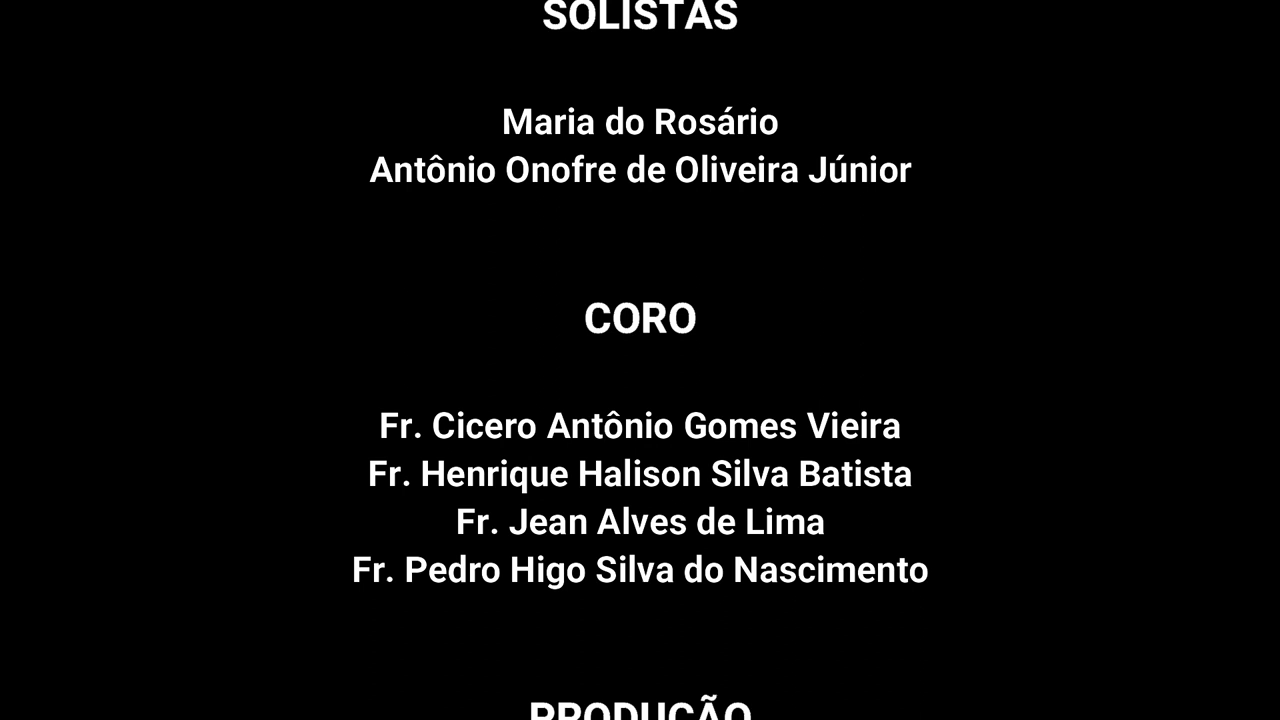 SOLISTAS
Maria do Rosário
Antônio Onofre de Oliveira Júnior
CORO
Fr. Cicero Antônio Gomes Vieira
Fr. Henrique Halison Silva Batista
Fr. Jean Alves de Lima
Fr. Pedro Higo Silva do Nascimento
PRODUÇÃO